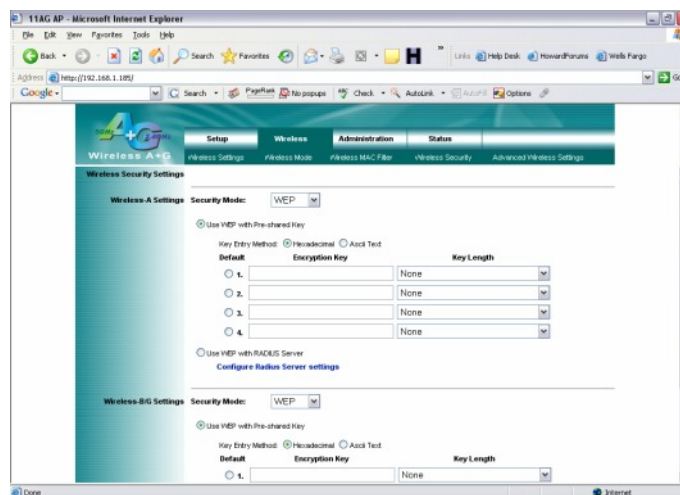 11AG AP - Microsoft Internet Explorer
File Edit View Favorites Tools Help
Back Search Favorites Links Help Desk HowardForums Wells Fargo
Address http://192.168.1.185/ Go
Google Search PageRank No popups ABC Check AutoLink AutoFill Options
A+G
Wireless A+G
Setup Wireless Administration Status
Wireless Settings Wireless Mode Wireless MAC Filter Wireless Security Advanced Wireless Settings
Wireless Security Settings
Wireless-A Settings Security Mode: WEP
Use WEP with Pre-shared Key
Key Entry Method: Hexadecimal Ascii Text
Default Encryption Key Key Length
1. None
2. None
3. None
4. None
Use WEP with RADIUS Server
Configure Radius Server settings
Wireless-B/G Settings Security Mode: WEP
Use WEP with Pre-shared Key
Key Entry Method: Hexadecimal Ascii Text
Default Encryption Key Key Length
1. None
Done Internet